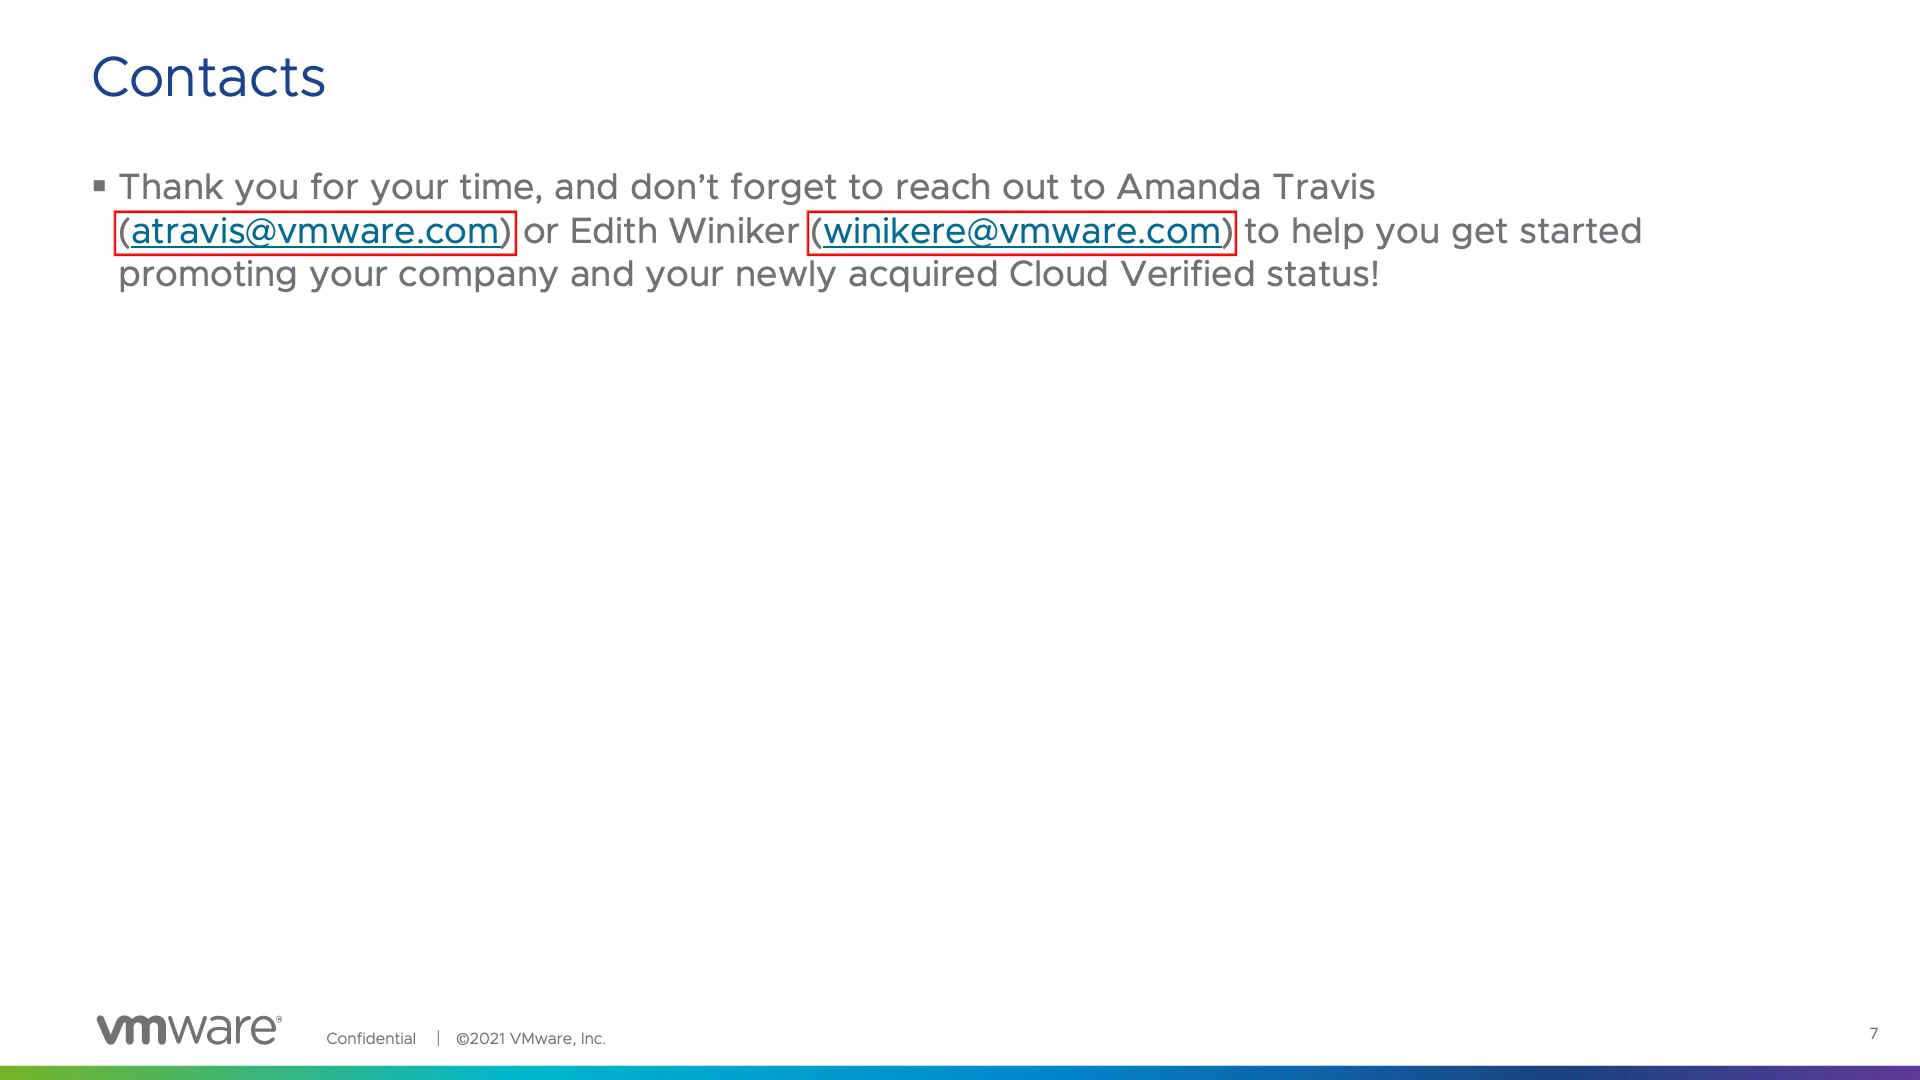 Contacts
▪ Thank you for your time, and don’t forget to reach out to Amanda Travis
(atravis@vmware.com) or Edith Winiker (winikere@vmware.com) to help you get started
promoting your company and your newly acquired Cloud Verified status!
vmware®
Confidential | ©2021 VMware, Inc.
7